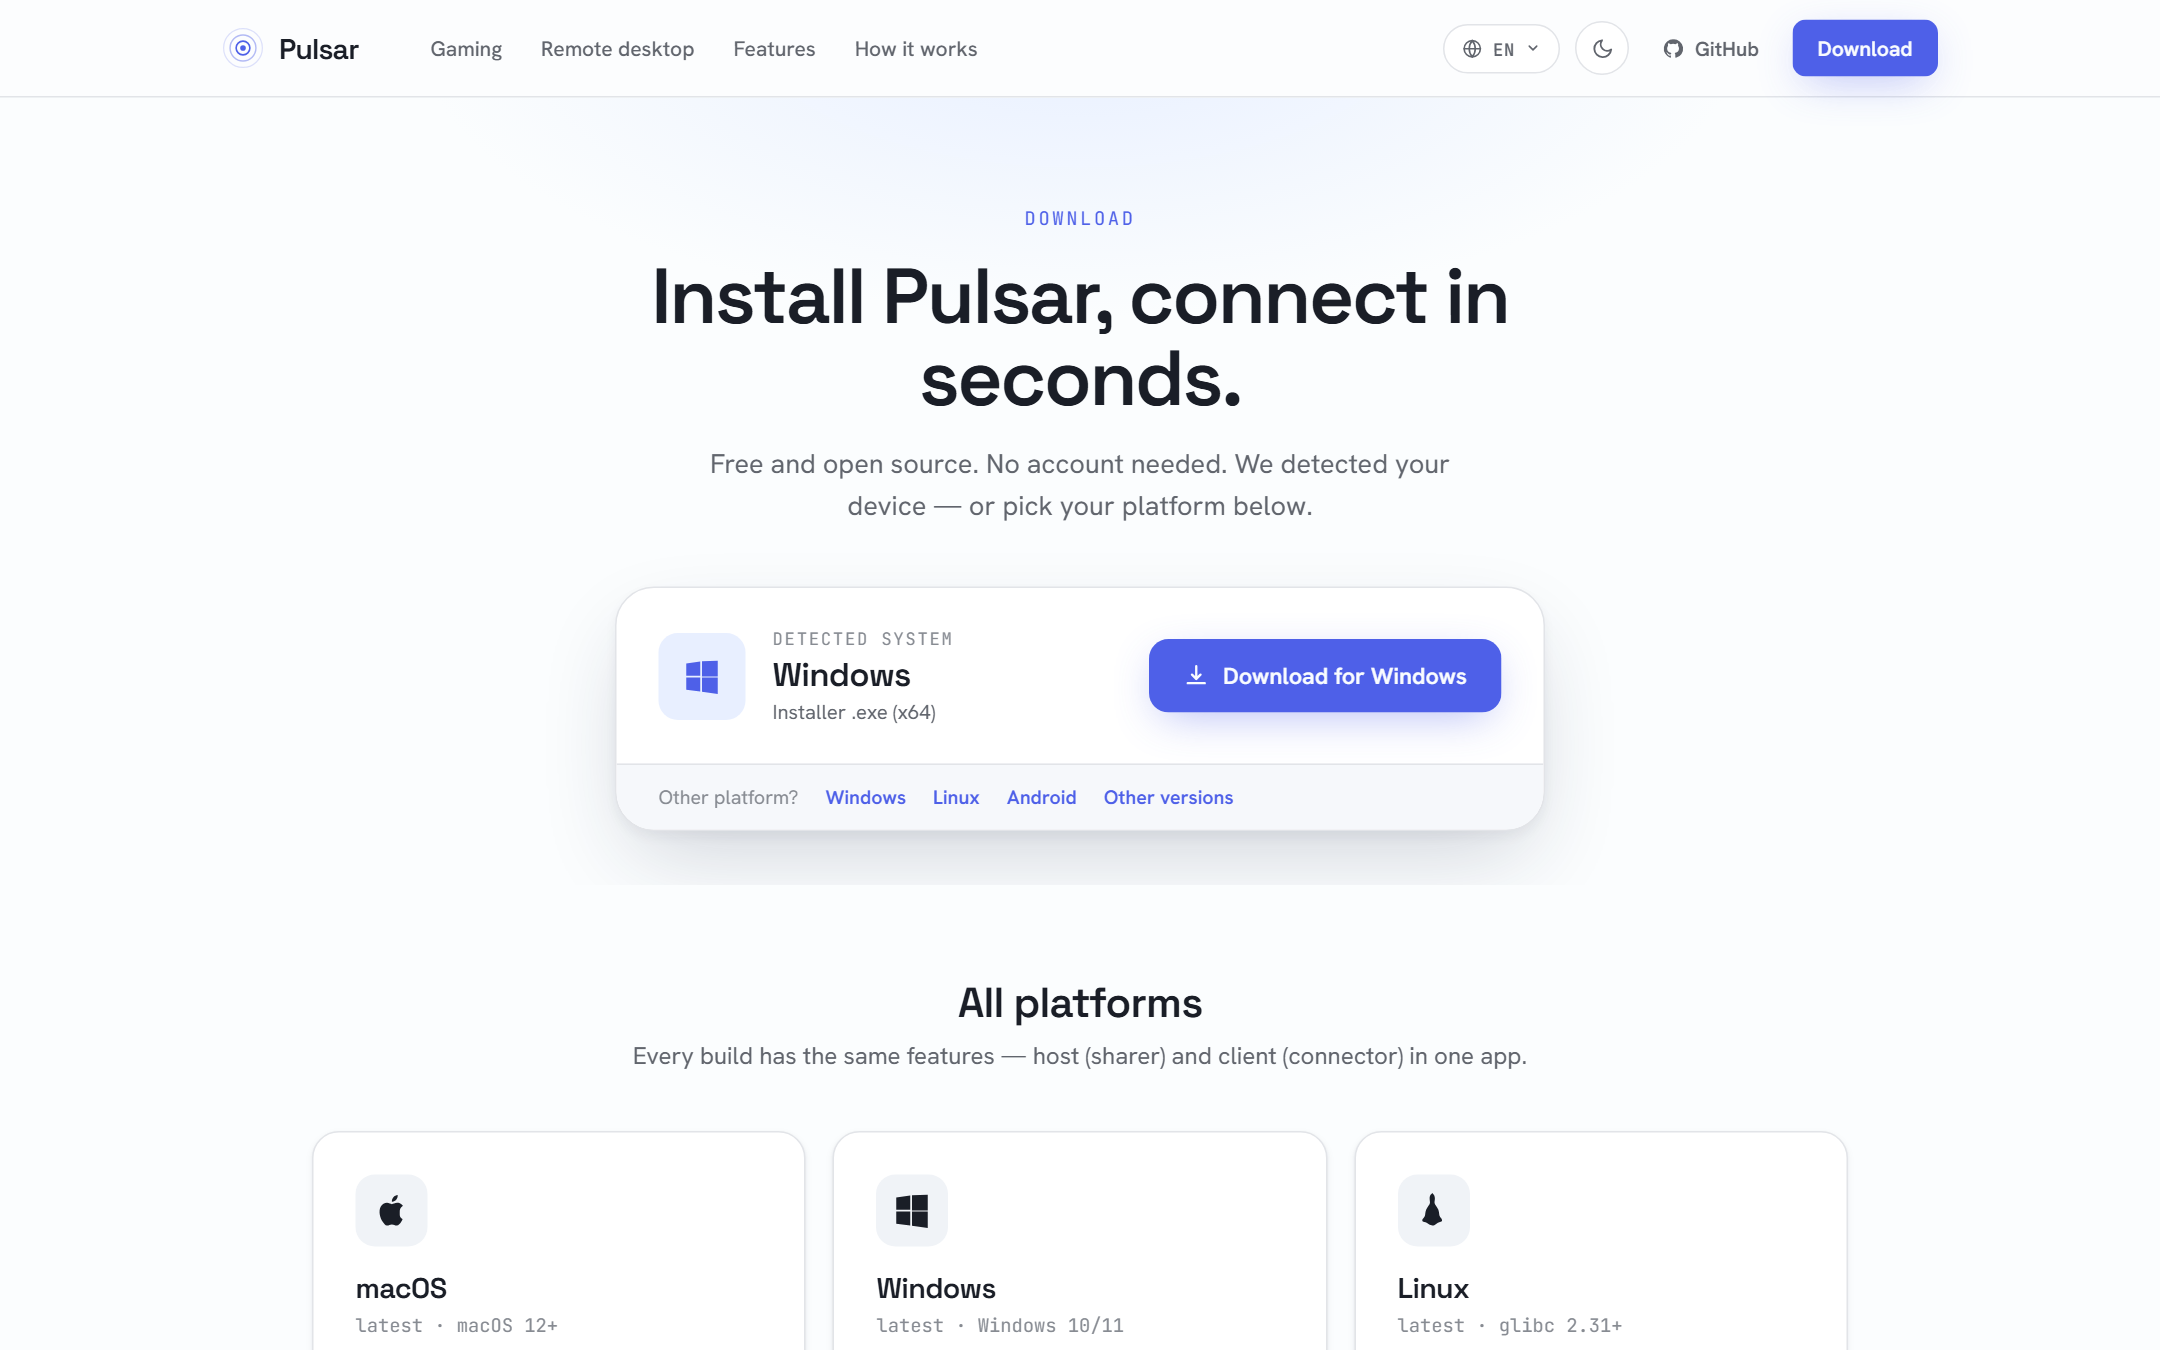 Pulsar
Gaming
Remote desktop
Features
How it works
EN
GitHub
Download
DOWNLOAD
Install Pulsar, connect in
seconds.
Free and open source. No account needed. We detected your
device — or pick your platform below.
DETECTED SYSTEM
Windows
Installer .exe (x64)
Download for Windows
Other platform?
Windows
Linux
Android
Other versions
All platforms
Every build has the same features — host (sharer) and client (connector) in one app.
macOS
latest · macOS 12+
Windows
latest · Windows 10/11
Linux
latest · glibc 2.31+